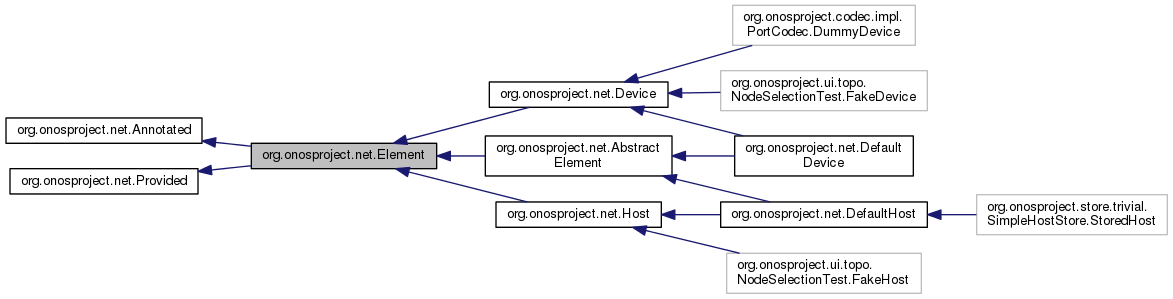 org.onosproject.codec.impl.
PortCodec.DummyDevice
org.onosproject.ui.topo.
NodeSelectionTest.FakeDevice
org.onosproject.net.Device
org.onosproject.net.Annotated
org.onosproject.net.Element
org.onosproject.net.Abstract
Element
org.onosproject.net.Default
Device
org.onosproject.net.Provided
org.onosproject.net.Host
org.onosproject.net.DefaultHost
org.onosproject.store.trivial.
SimpleHostStore.StoredHost
org.onosproject.ui.topo.
NodeSelectionTest.FakeHost